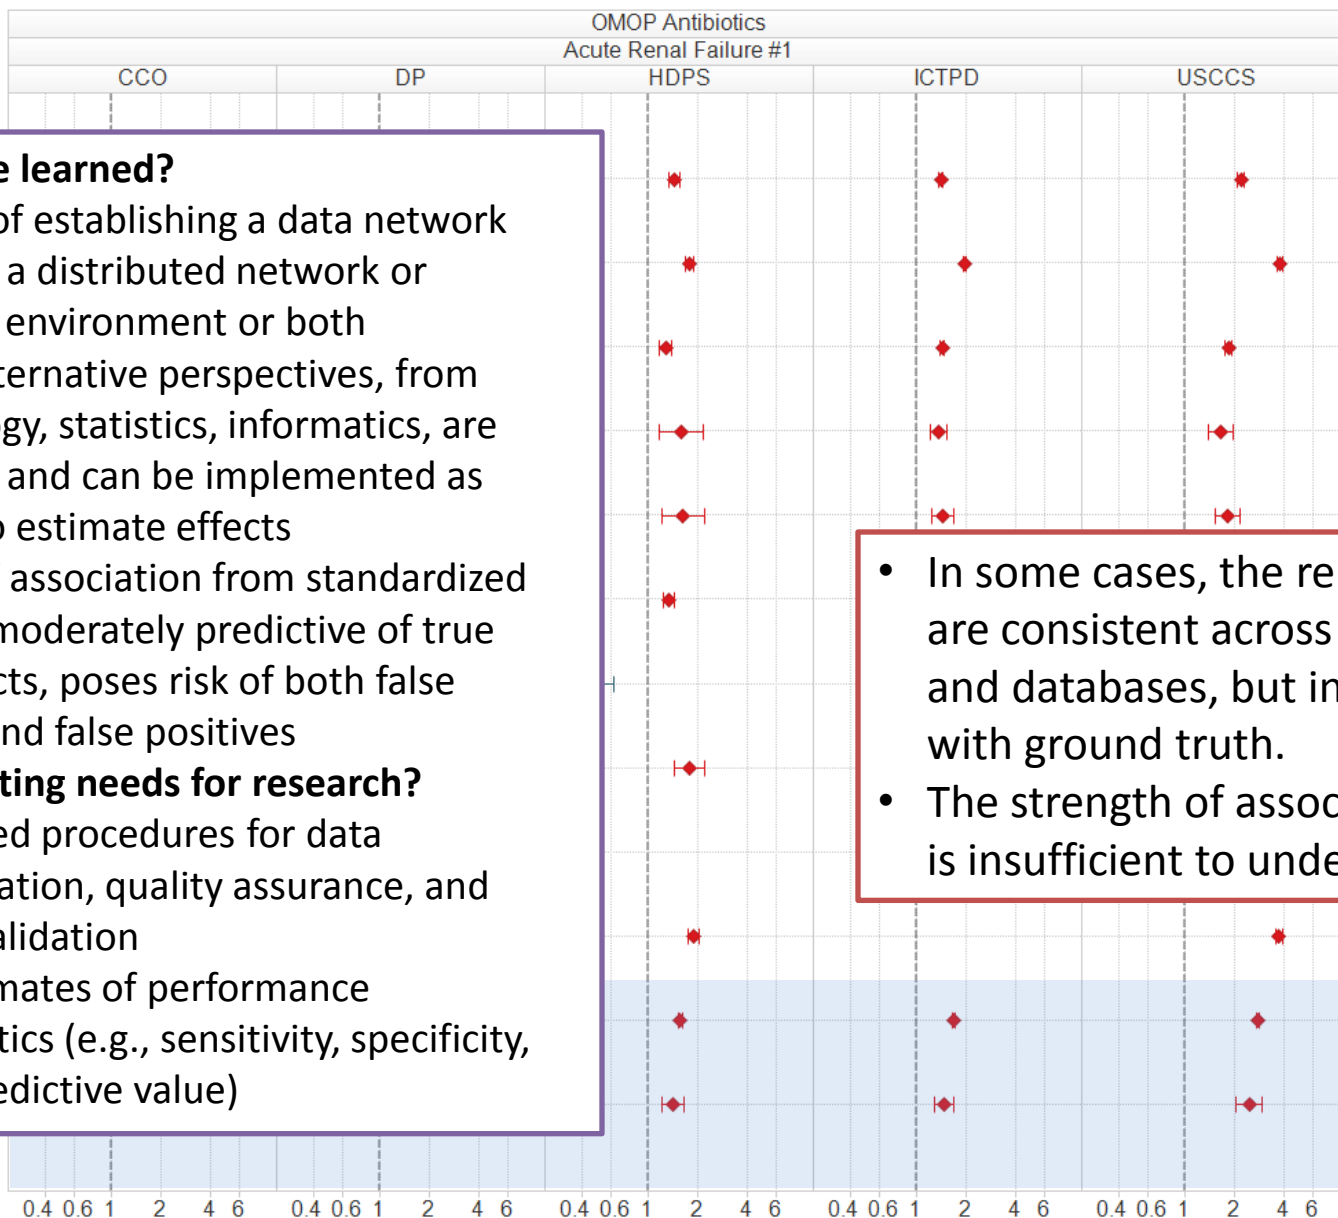 OMOP Antibiotics
Acute Renal Failure #1
CCO DP HDPS ICTPD USCCS
e learned?
of establishing a data network
a distributed network or
environment or both
ternative perspectives, from
gy, statistics, informatics, are
and can be implemented as
o estimate effects
association from standardized
moderately predictive of true
cts, poses risk of both false
nd false positives
ting needs for research?
ed procedures for data
ation, quality assurance, and
alidation
mates of performance
tics (e.g., sensitivity, specificity,
edictive value)
• In some cases, the re
are consistent across
and databases, but in
with ground truth.
• The strength of assoc
is insufficient to unde
0.4 0.6 1 2 4 6 0.4 0.6 1 2 4 6 0.4 0.6 1 2 4 6 0.4 0.6 1 2 4 6 0.4 0.6 1 2 4 6